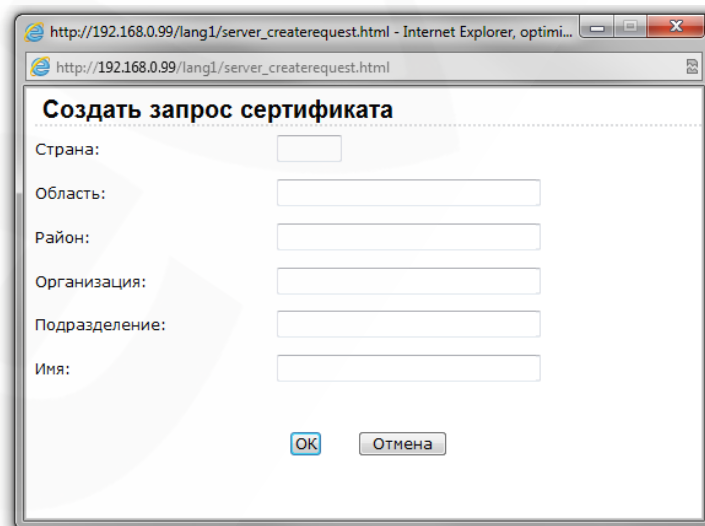 http://192.168.0.99/lang1/server_createrequest.html - Internet Explorer, optimi...
http://192.168.0.99/lang1/server_createrequest.html
Создать запрос сертификата
Страна:
Область:
Район:
Организация:
Подразделение:
Имя:
OK Отмена